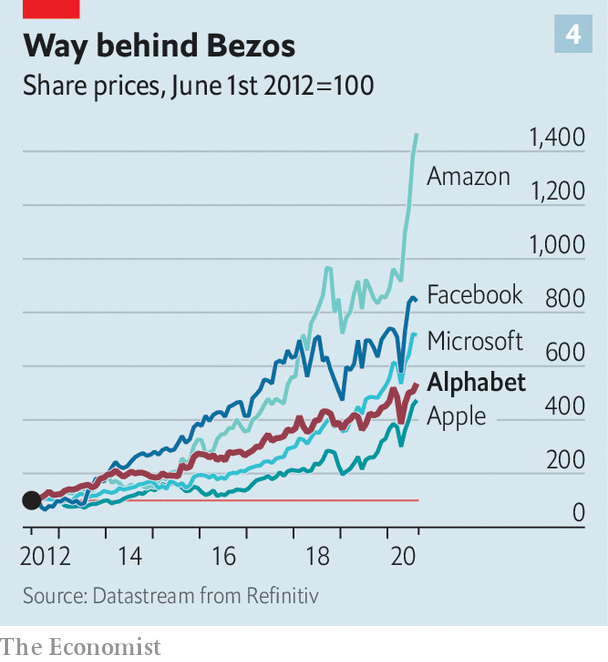 Way behind Bezos
4
Share prices, June 1st 2012=100
1,400
Amazon
1,200
1,000
Facebook
800
Microsoft
600
Alphabet
Apple
400
200
0
2012 14 16 18 20
Source: Datastream from Refinitiv
The Economist